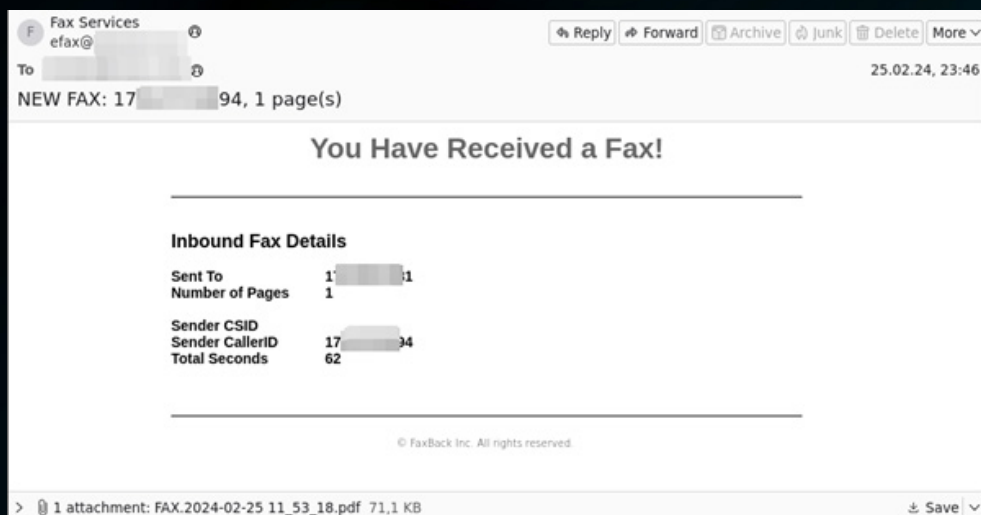 F
Fax Services
efax@
Reply Forward Archive Junk Delete More
To
25.02.24, 23:46
NEW FAX: 17 94, 1 page(s)
You Have Received a Fax!
Inbound Fax Details
Sent To 1 1
Number of Pages 1
Sender CSID
Sender CallerID 17 94
Total Seconds 62
© FaxBack Inc. All rights reserved.
1 attachment: FAX.2024-02-25 11_53_18.pdf 71,1 KB Save